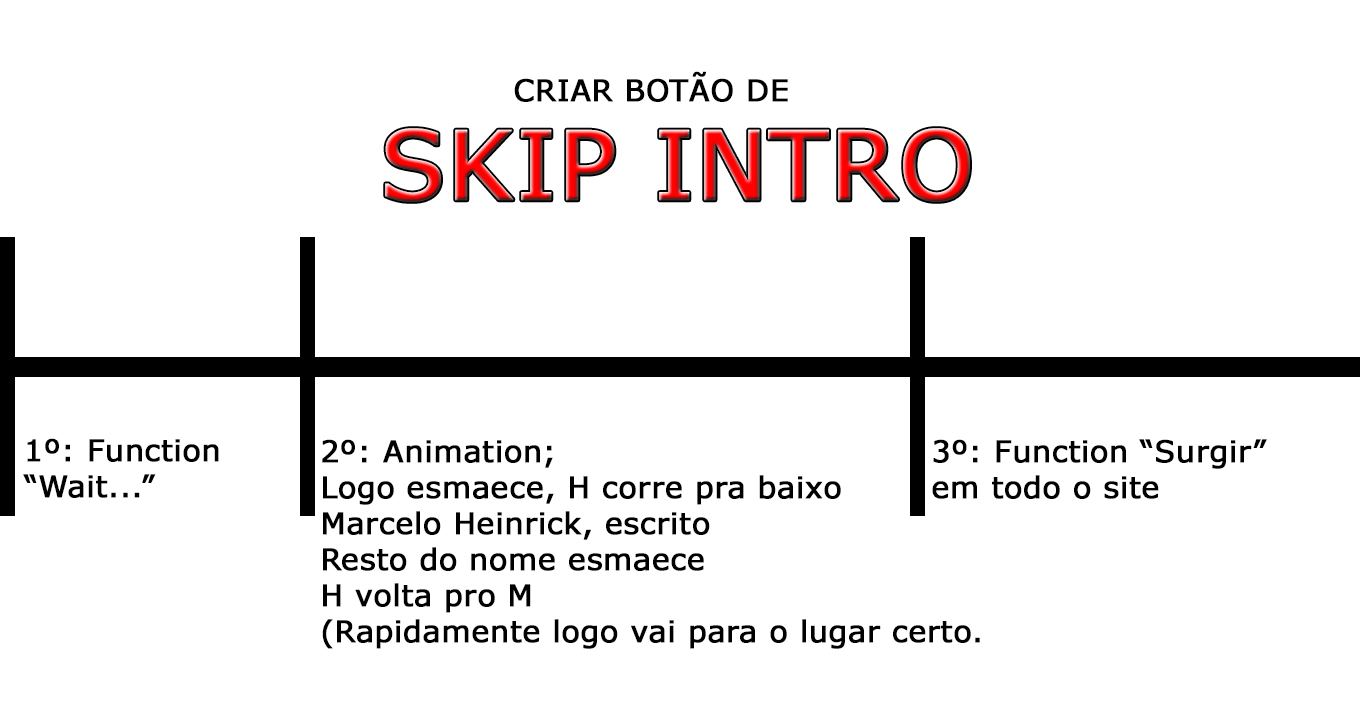 CRIAR BOTÃO DE
SKIP INTRO
1º: Function
“Wait...”
2º: Animation;
Logo esmaece, H corre pra baixo
Marcelo Heinrick, escrito
Resto do nome esmaece
H volta pro M
(Rapidamente logo vai para o lugar certo.
3º: Function “Surgir”
em todo o site